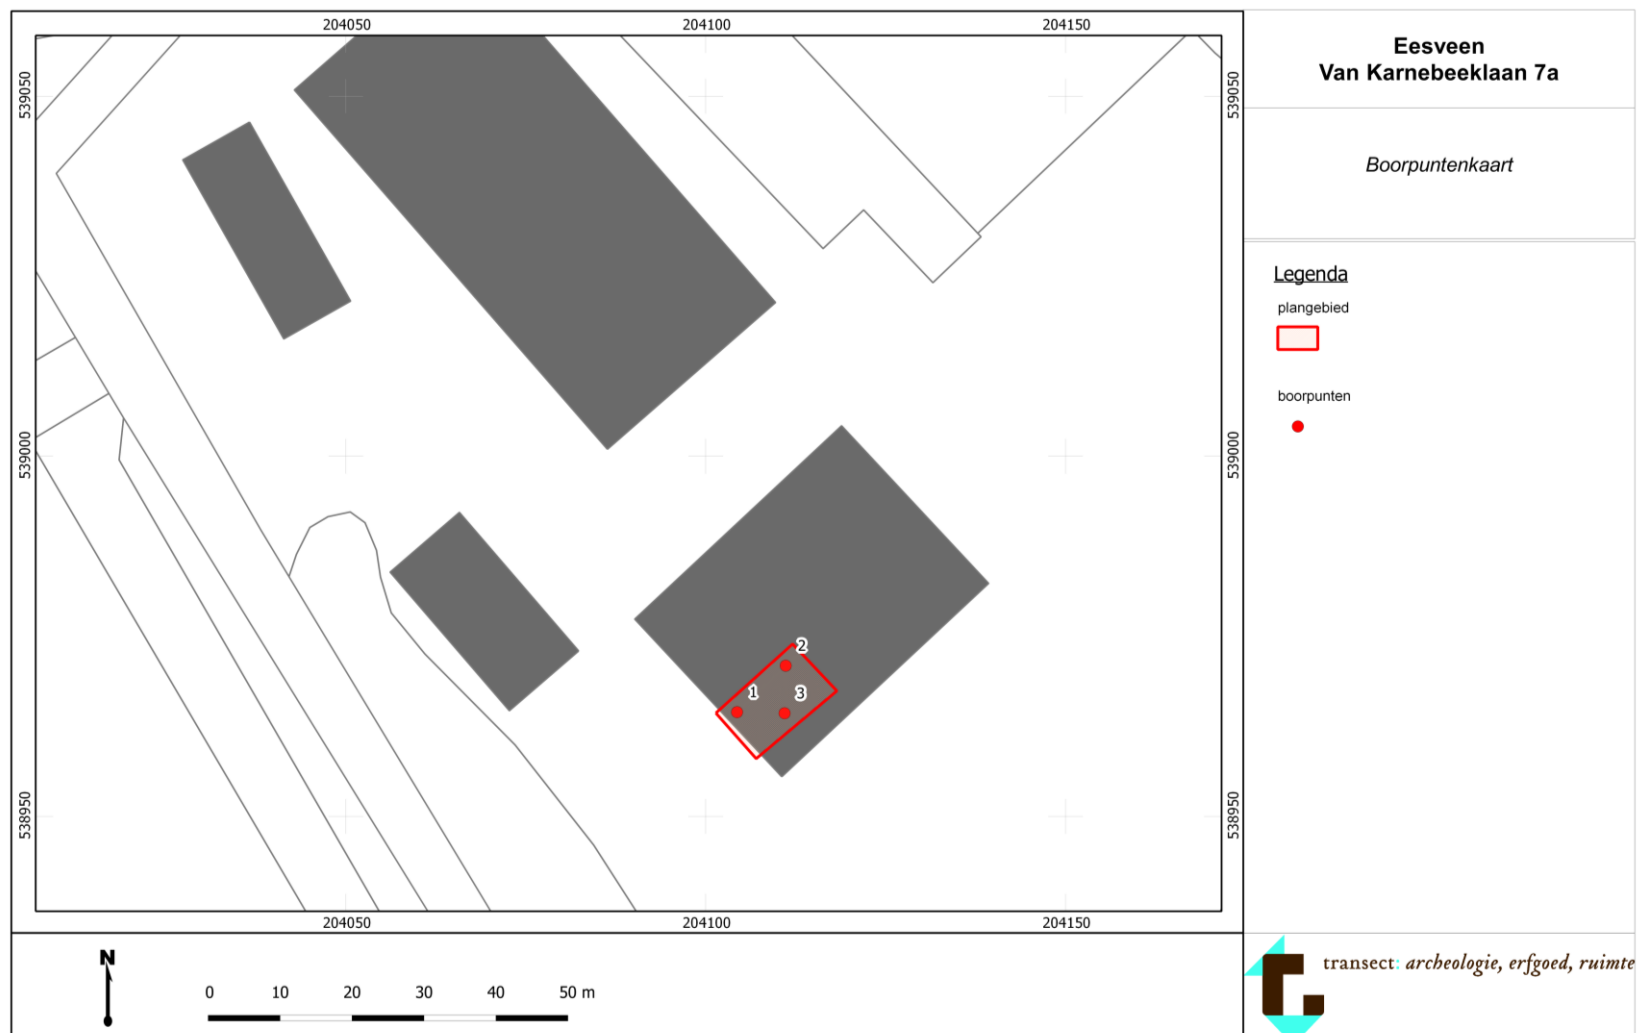 204050 204100 204150
539050 539050
539000 539000
538950 538950
2
1 3
204050 204100 204150
N
0 10 20 30 40 50 m
Eesveen
Van Karnebeeklaan 7a
Boorpuntenkaart
Legenda
plangebied
boorpunten
transect: archeologie, erfgoed, ruimte